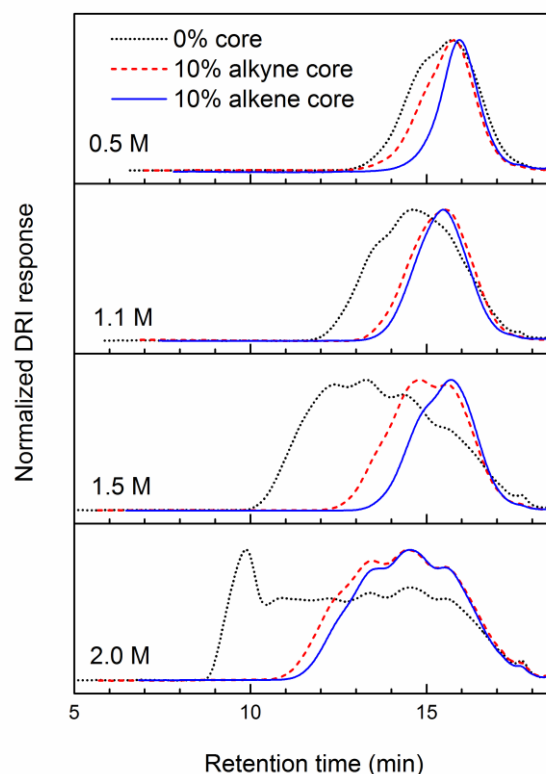 0% core
10% alkyne core
10% alkene core
0.5 M
1.1 M
1.5 M
2.0 M
Normalized DRI response
5 10 15
Retention time (min)